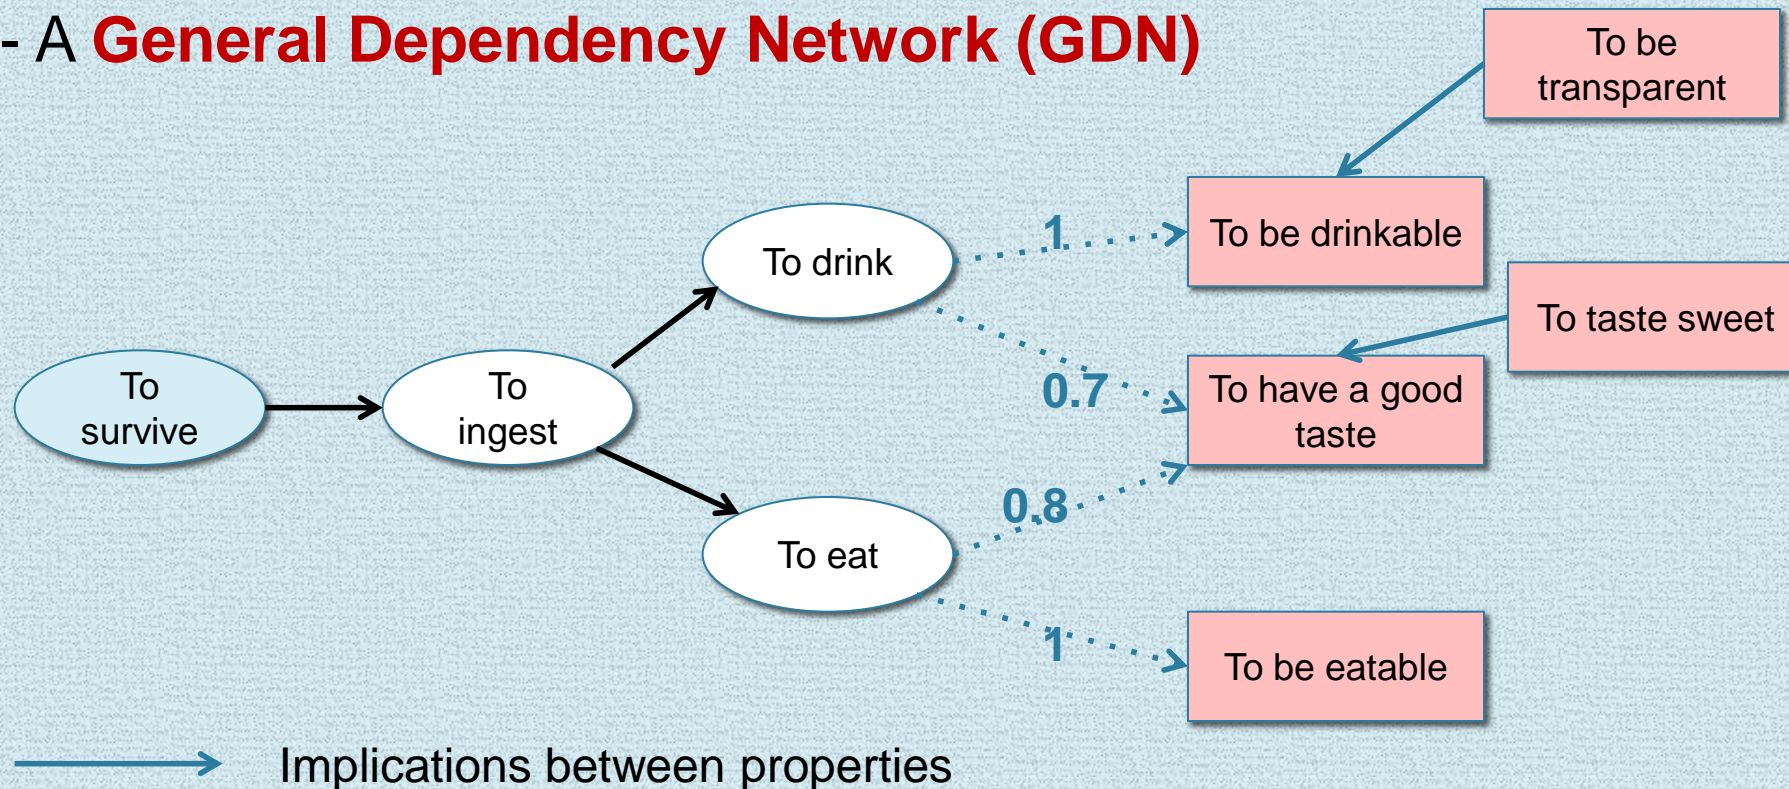 - A General Dependency Network (GDN)
To be
transparent
To be drinkable
1
To drink
To taste sweet
To
survive
To
ingest
0.7
To have a good
taste
0.8
To eat
1
To be eatable
Implications between properties